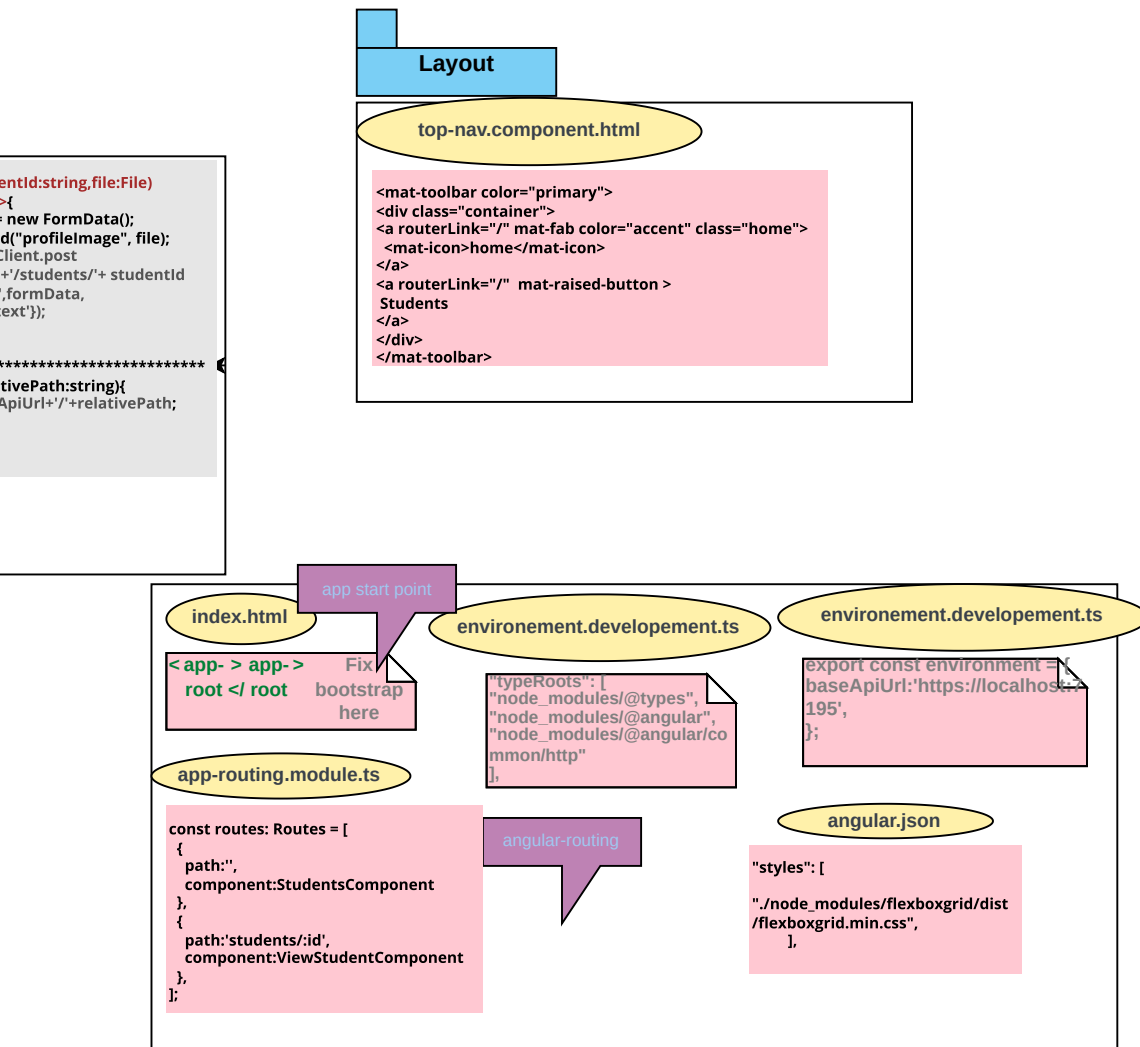 Layout
top-nav.component.html
<mat-toolbar color="primary">
<div class="container">
<a routerLink="/" mat-fab color="accent" class="home">
<mat-icon>home</mat-icon>
</a>
<a routerLink="/"  mat-raised-button >
Students
</a>
</div>
</mat-toolbar>
entId:string,file:File)
>{
= new FormData();
d("profileImage", file);
Client.post
+'/students/'+ studentId
',formData,
text'});
**************************
tivePath:string){
ApiUrl+'/'+relativePath;
app start point
index.html
< app- > app- >
root </ root
Fix
bootstrap
here
environement.developement.ts
"typeRoots": [
"node_modules/@types",
"node_modules/@angular",
"node_modules/@angular/co
mmon/http"
],
environement.developement.ts
export const environment = {
baseApiUrl:'https://localhost:7
195',
};
app-routing.module.ts
const routes: Routes = [
{
path:'',
component:StudentsComponent
},
{
path:'students/:id',
component:ViewStudentComponent
},
];
angular-routing
angular.json
"styles": [
"./node_modules/flexboxgrid/dist
/flexboxgrid.min.css",
],